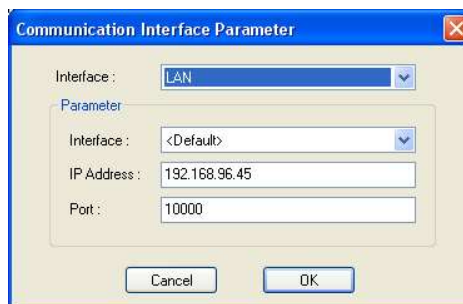 Communication Interface Parameter
Interface : LAN
Parameter
Interface : <Default>
IP Address : 192.168.96.45
Port : 10000
Cancel OK